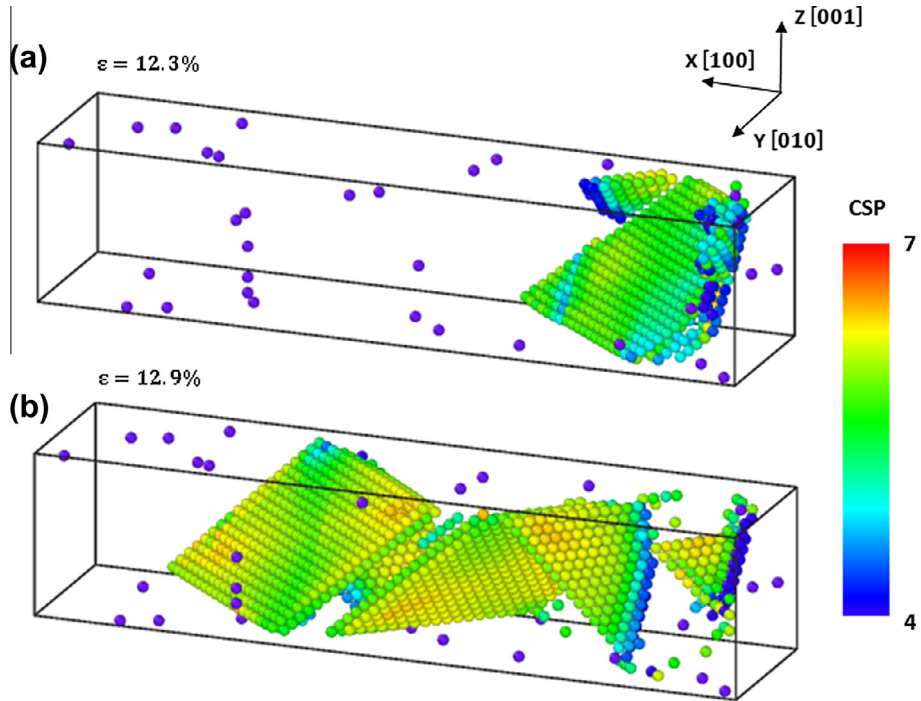 (a)
ε = 12.3%
Z [001]
X [100]
Y [010]
CSP
7
4
(b)
ε = 12.9%